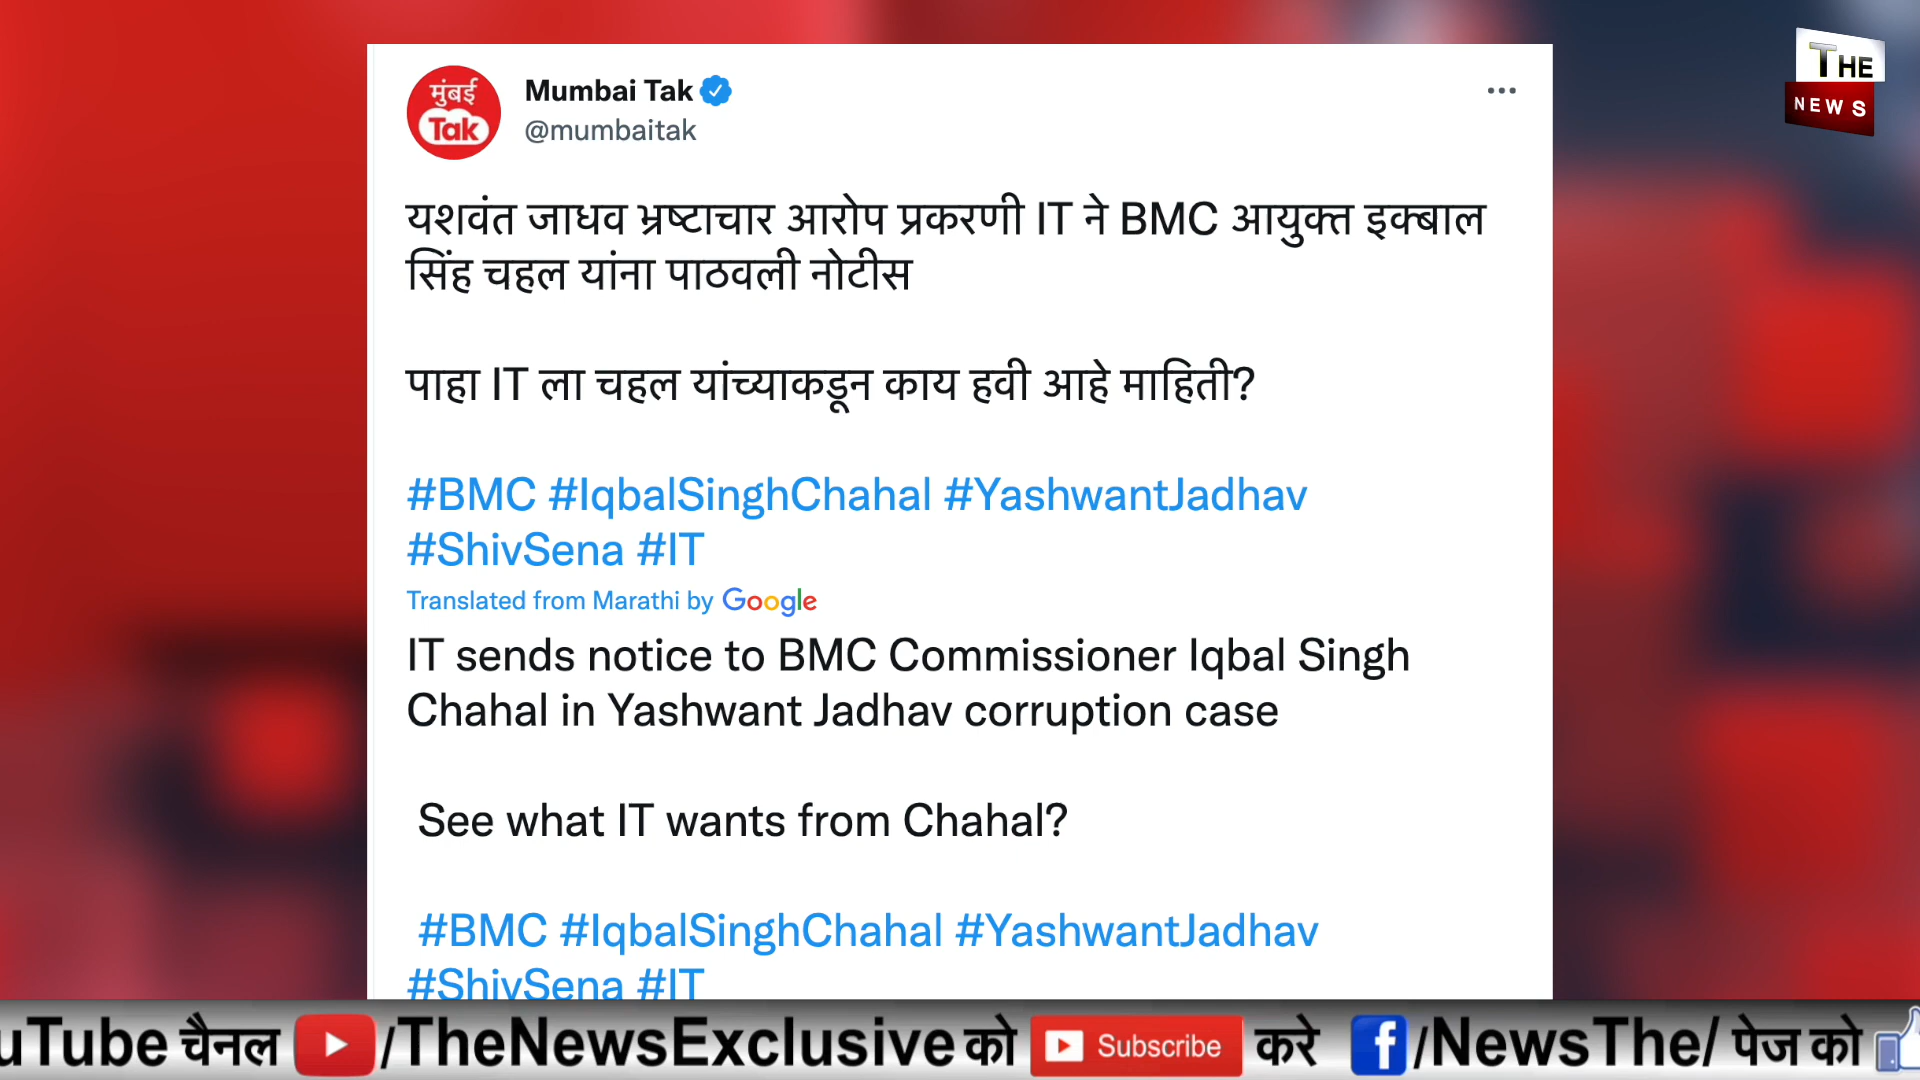 THE
NEWS
मुंबई
Tak
Mumbai Tak
@mumbaitak
यशवंत जाधव भ्रष्टाचार आरोप प्रकरणी IT ने BMC आयुक्त इक्बाल
सिंह चहल यांना पाठवली नोटीस
पाहा IT ला चहल यांच्याकडून काय हवी आहे माहिती?
#BMC #IqbalSinghChahal #YashwantJadhav
#ShivSena #IT
Translated from Marathi by Google
IT sends notice to BMC Commissioner Iqbal Singh
Chahal in Yashwant Jadhav corruption case
See what IT wants from Chahal?
#BMC #IqbalSinghChahal #YashwantJadhav
#ShivSena #IT
uTube चैनल /TheNewsExclusive को Subscribe करे f /NewsThe/ पेज को